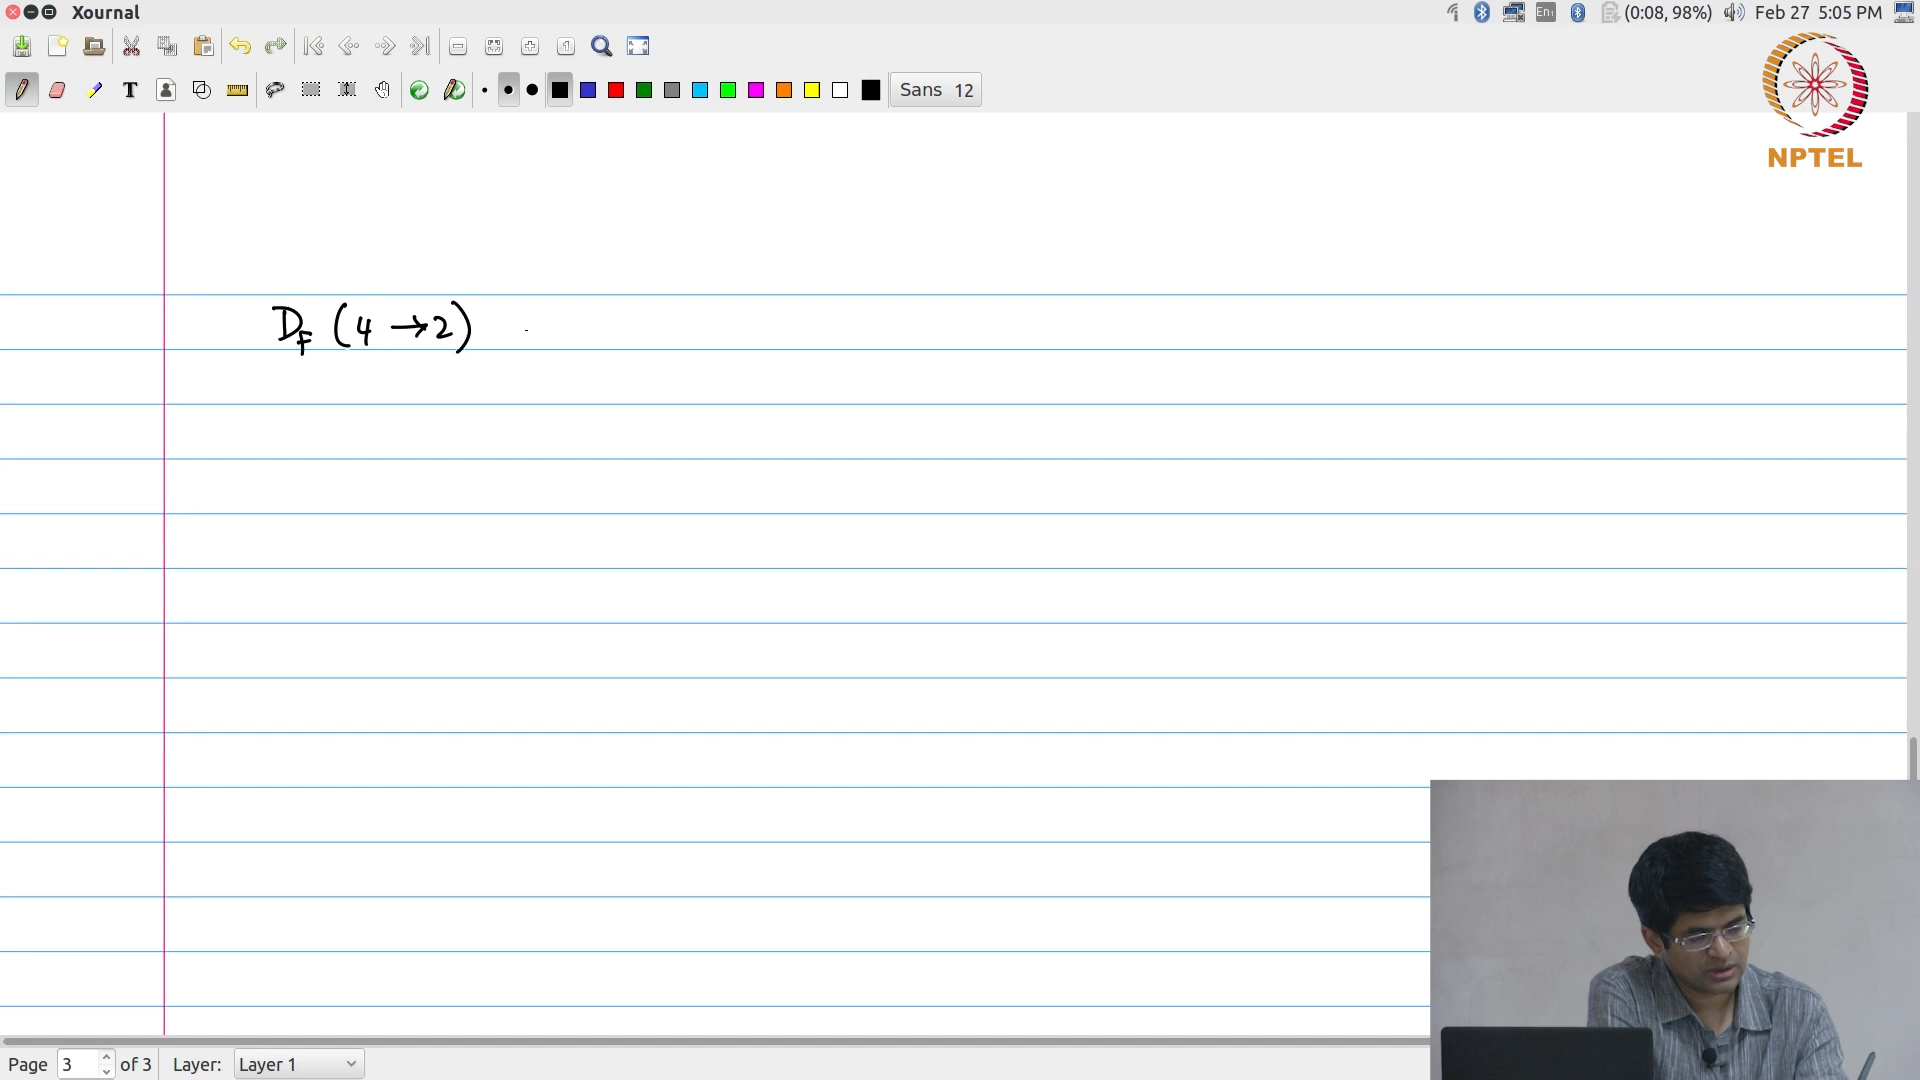 Xournal
(0:08, 98%) Feb 27 5:05 PM
En1
Sans 12
NPTEL
D_F (4 → 2)
Page 3 of 3 Layer: Layer 1